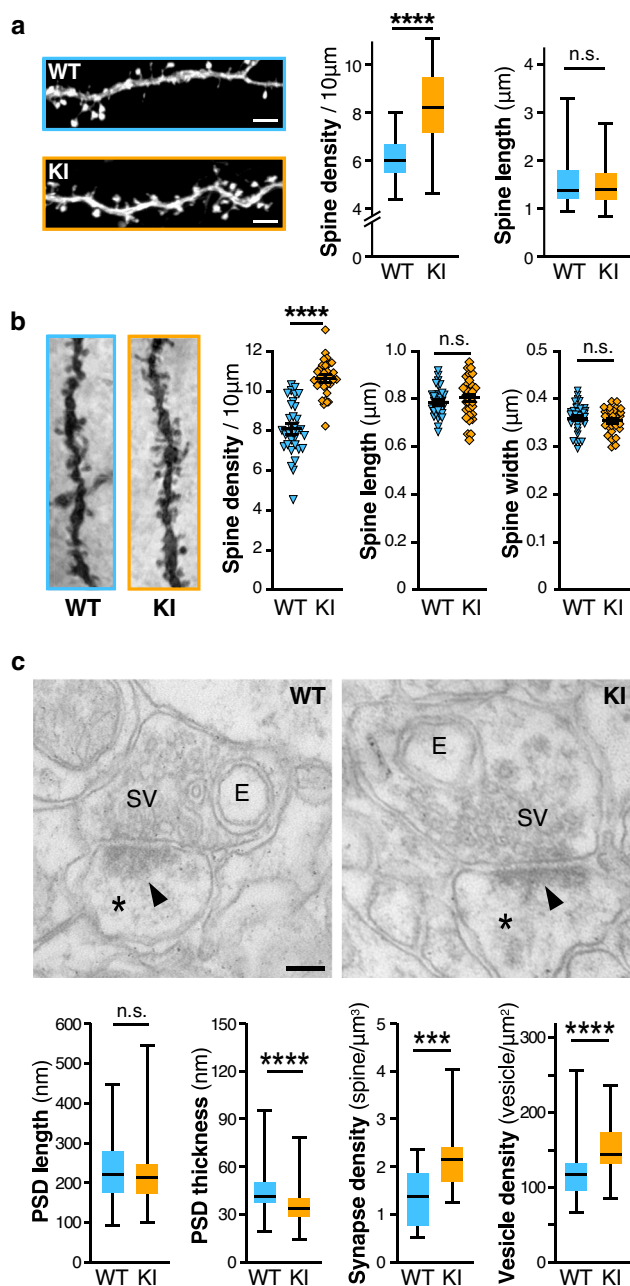 a
WT
KI
****
Spine density / 10µm
10
8
6
4
0
WT KI
n.s.
Spine length (µm)
4
3
2
1
0
WT KI
b
WT KI
****
Spine density / 10µm
12
10
8
6
4
2
0
WT KI
n.s.
Spine length (µm)
1.0
0.8
0.6
0.4
0.2
0
WT KI
n.s.
Spine width (µm)
0.5
0.4
0.3
0.2
0.1
0
WT KI
c
WT
SV
E
*
KI
E
SV
*
n.s.
PSD length (nm)
600
500
400
300
200
100
0
WT KI
****
PSD thickness (nm)
150
120
90
60
30
0
WT KI
***
Synapse density (spine/µm³)
5
4
3
2
1
0
WT KI
****
Vesicle density (vesicle/µm²)
300
200
150
100
50
0
WT KI